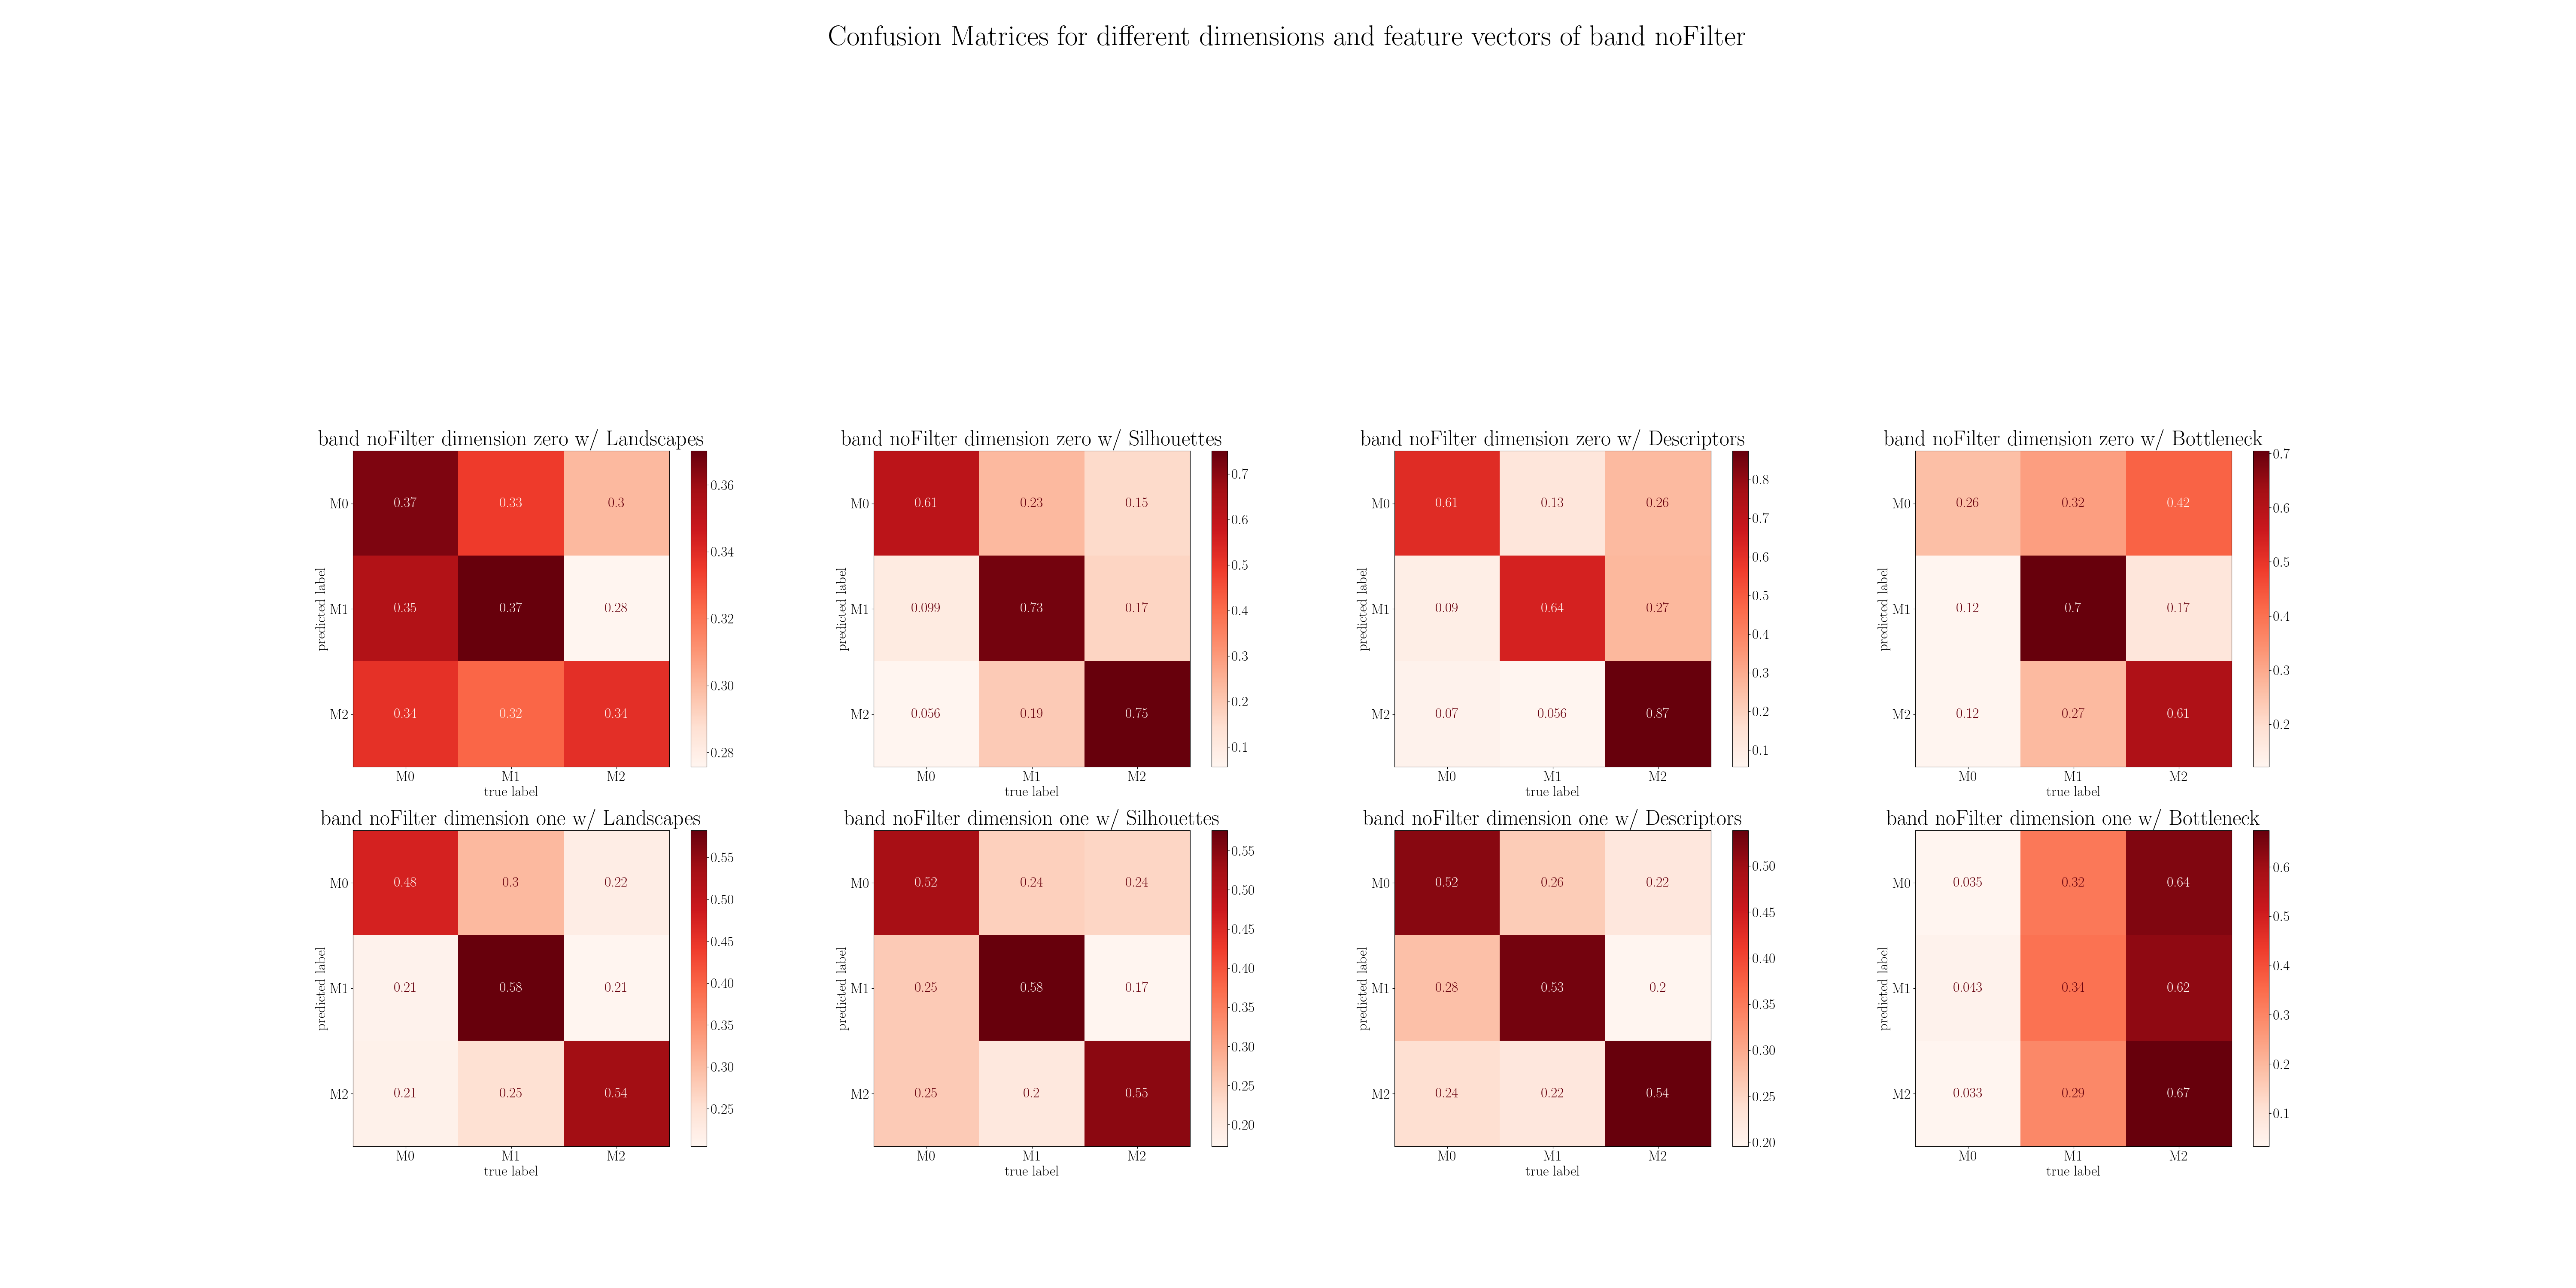 Confusion Matrices for different dimensions and feature vectors of band noFilter
band noFilter dimension zero w/ Landscapes
predicted label
M0 0.37 0.33 0.3
M1 0.35 0.37 0.28
M2 0.34 0.32 0.34
M0 M1 M2
true label
0.36
0.34
0.32
0.30
0.28
band noFilter dimension zero w/ Silhouettes
predicted label
M0 0.61 0.23 0.15
M1 0.099 0.73 0.17
M2 0.056 0.19 0.75
M0 M1 M2
true label
0.7
0.6
0.5
0.4
0.3
0.2
0.1
band noFilter dimension zero w/ Descriptors
predicted label
M0 0.61 0.13 0.26
M1 0.09 0.64 0.27
M2 0.07 0.056 0.87
M0 M1 M2
true label
0.8
0.7
0.6
0.5
0.4
0.3
0.2
0.1
band noFilter dimension zero w/ Bottleneck
predicted label
M0 0.26 0.32 0.42
M1 0.12 0.7 0.17
M2 0.12 0.27 0.61
M0 M1 M2
true label
0.7
0.6
0.5
0.4
0.3
0.2
band noFilter dimension one w/ Landscapes
predicted label
M0 0.48 0.3 0.22
M1 0.21 0.58 0.21
M2 0.21 0.25 0.54
M0 M1 M2
true label
0.55
0.50
0.45
0.40
0.35
0.30
0.25
band noFilter dimension one w/ Silhouettes
predicted label
M0 0.52 0.24 0.24
M1 0.25 0.58 0.17
M2 0.25 0.2 0.55
M0 M1 M2
true label
0.55
0.50
0.45
0.40
0.35
0.30
0.25
0.20
band noFilter dimension one w/ Descriptors
predicted label
M0 0.52 0.26 0.22
M1 0.28 0.53 0.2
M2 0.24 0.22 0.54
M0 M1 M2
true label
0.50
0.45
0.40
0.35
0.30
0.25
0.20
band noFilter dimension one w/ Bottleneck
predicted label
M0 0.035 0.32 0.64
M1 0.043 0.34 0.62
M2 0.033 0.29 0.67
M0 M1 M2
true label
0.6
0.5
0.4
0.3
0.2
0.1